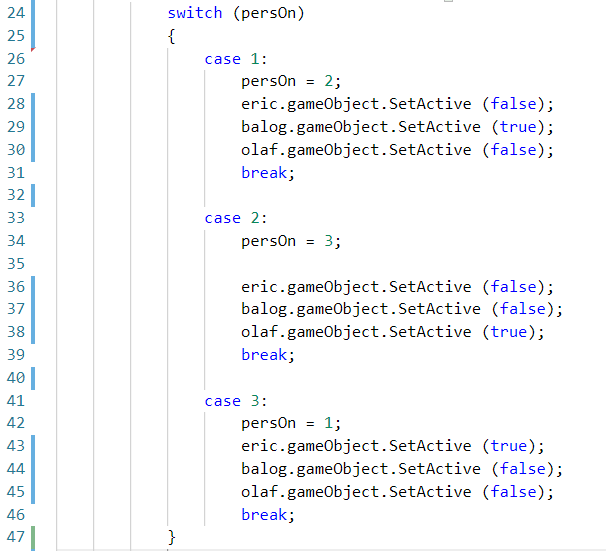 24 switch (persOn)
25 {
26 case 1:
27 persOn = 2;
28 eric.gameObject.SetActive (false);
29 balog.gameObject.SetActive (true);
30 olaf.gameObject.SetActive (false);
31 break;
32
33 case 2:
34 persOn = 3;
35
36 eric.gameObject.SetActive (false);
37 balog.gameObject.SetActive (false);
38 olaf.gameObject.SetActive (true);
39 break;
40
41 case 3:
42 persOn = 1;
43 eric.gameObject.SetActive (true);
44 balog.gameObject.SetActive (false);
45 olaf.gameObject.SetActive (false);
46 break;
47 }